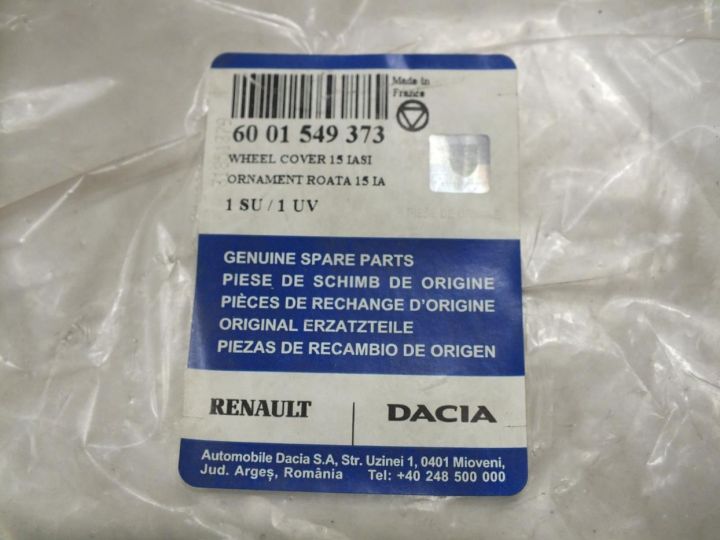 Made in
France
60 01 549 373
WHEEL COVER 15 IASI
ORNAMENT ROATA 15 IA
1 SU / 1 UV
GENUINE SPARE PARTS
PIESE DE SCHIMB DE ORIGINE
PIÈCES DE RECHANGE D'ORIGINE
ORIGINAL ERZATZTEILE
PIEZAS DE RECAMBIO DE ORIGEN
RENAULT
DACIA
Automobile Dacia S.A, Str. Uzinei 1, 0401 Mioveni,
Jud. Argeș, România Tel: +40 248 500 000